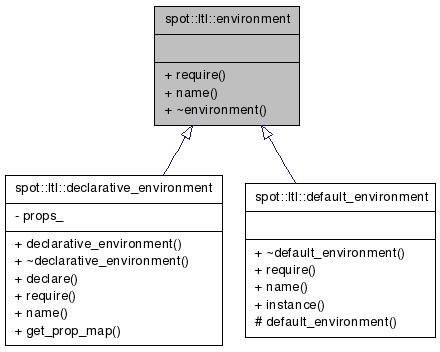 spot::ltl::environment
+ require()
+ name()
+ ~environment()
spot::ltl::declarative_environment
- props_
+ declarative_environment()
+ ~declarative_environment()
+ declare()
+ require()
+ name()
+ get_prop_map()
spot::ltl::default_environment
+ ~default_environment()
+ require()
+ name()
+ instance()
# default_environment()